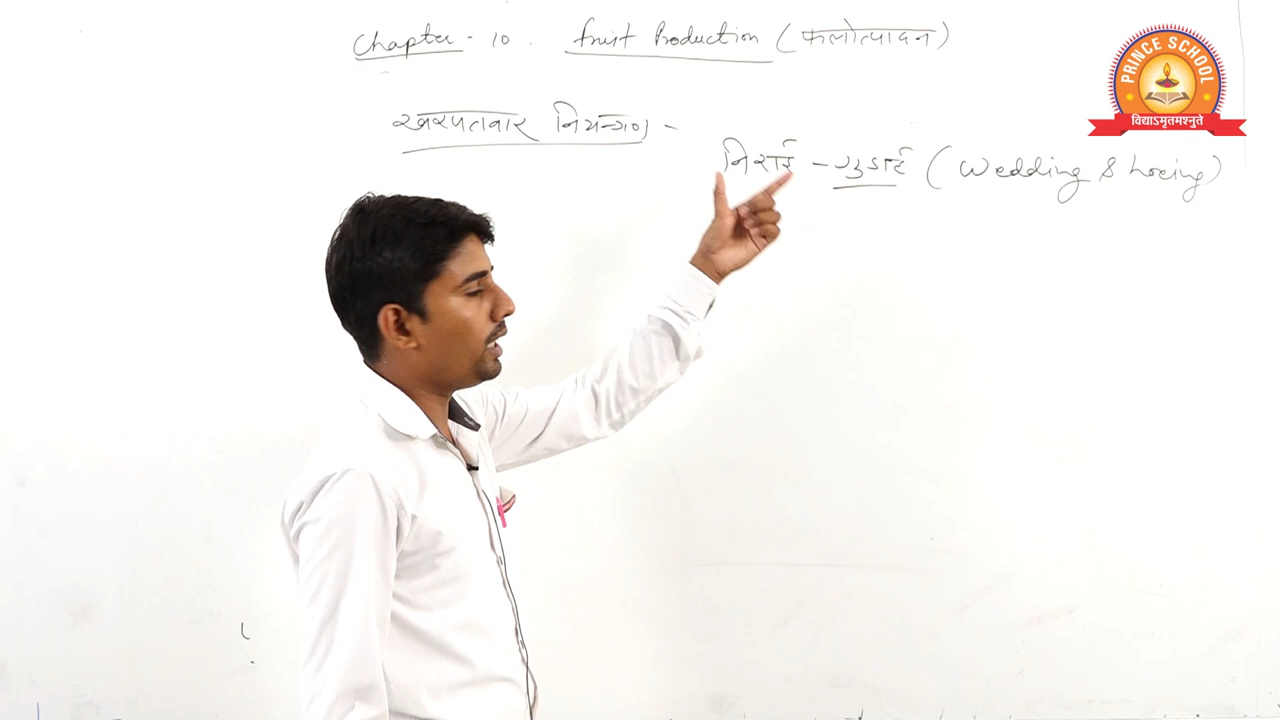 Chapter - 10. Fruit Production (फलोत्पादन)
खरपतवार नियन्त्रण -
निराई - गुडाई (Wedding & hoeing)
PRINCE SCHOOL
विद्याऽमृतमश्नुते